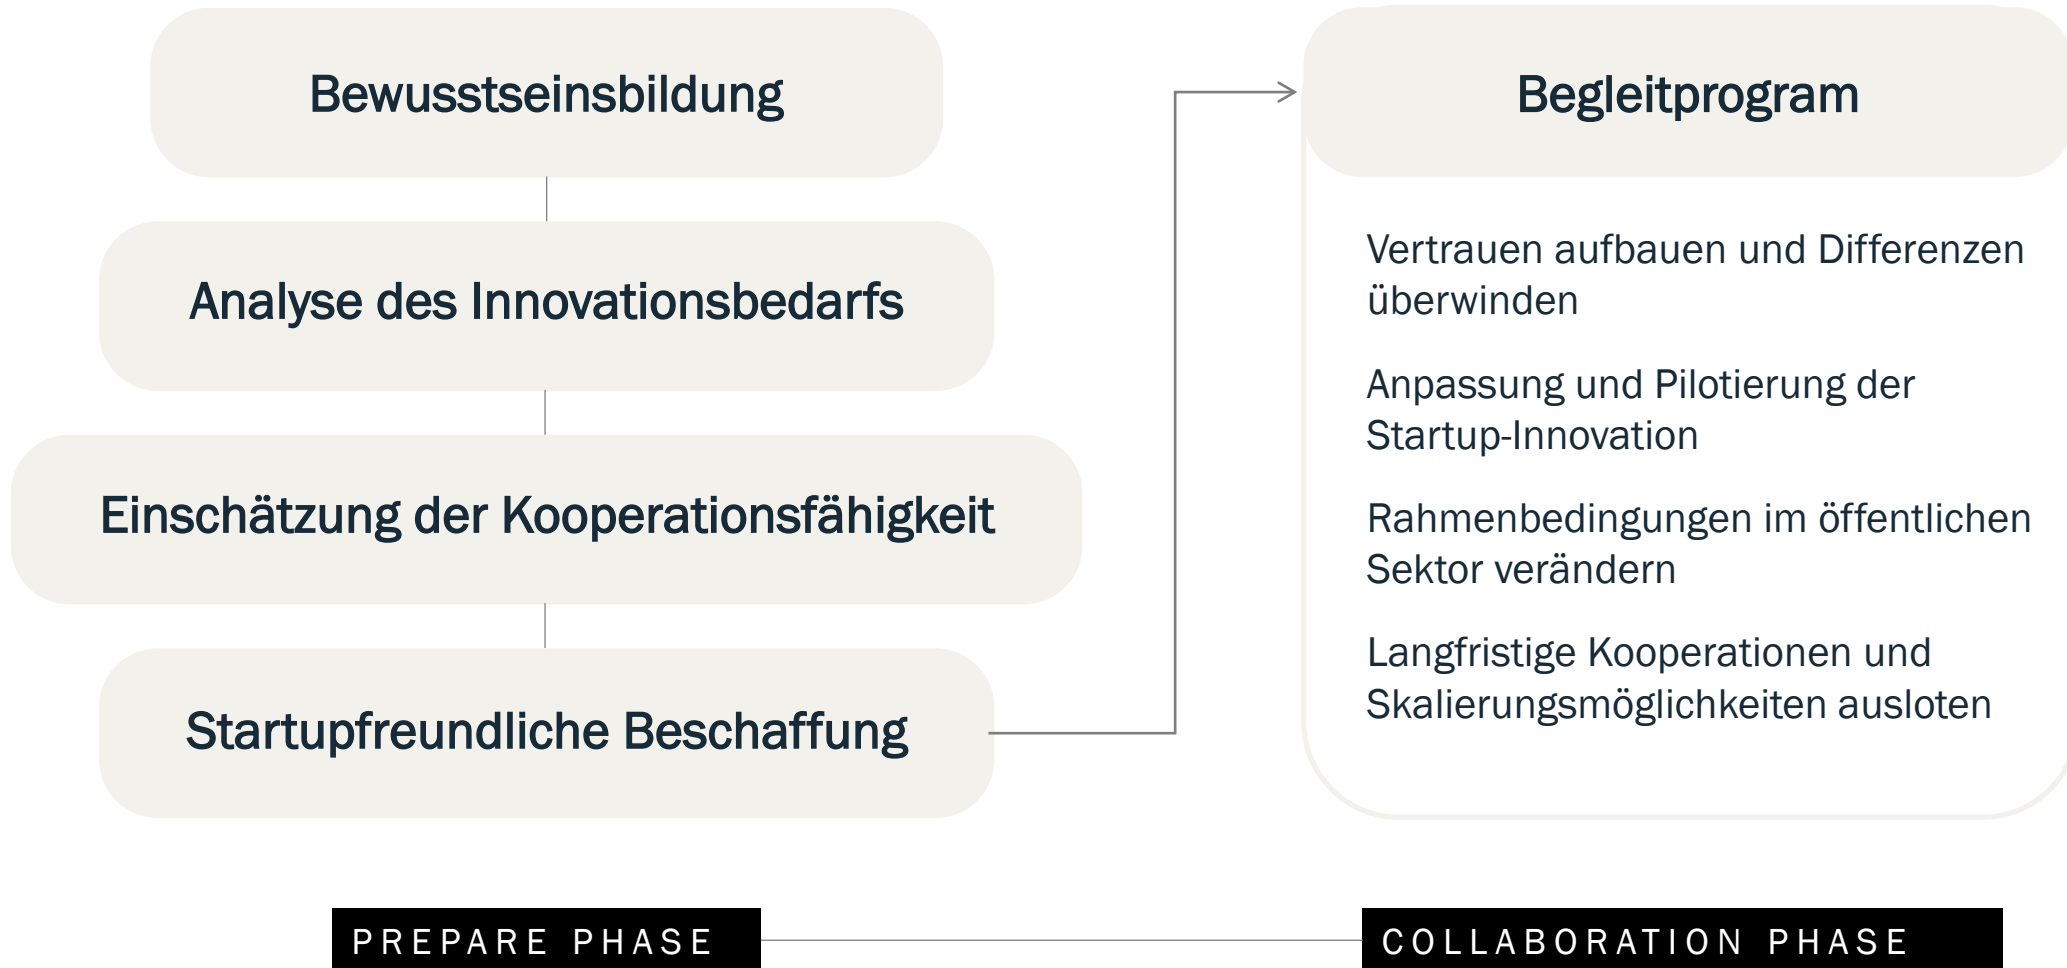 Bewusstseinsbildung
Analyse des Innovationsbedarfs
Einschätzung der Kooperationsfähigkeit
Startupfreundliche Beschaffung
Begleitprogram
Vertrauen aufbauen und Differenzen
überwinden
Anpassung und Pilotierung der
Startup-Innovation
Rahmenbedingungen im öffentlichen
Sektor verändern
Langfristige Kooperationen und
Skalierungsmöglichkeiten ausloten
PREPARE PHASE
COLLABORATION PHASE